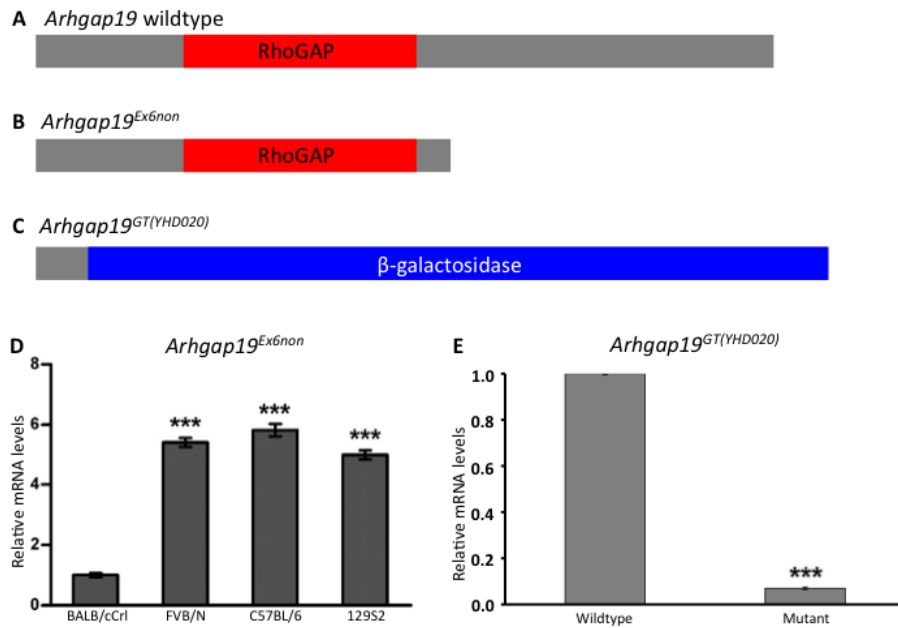 A Arhgap19 wildtype
RhoGAP
B Arhgap19Ex6non
RhoGAP
C Arhgap19GT(YHD020)
β-galactosidase
D Arhgap19Ex6non
Relative mRNA levels
8
6
4
2
0
***
***
***
BALB/cCrl FVB/N C57BL/6 129S2
E Arhgap19GT(YHD020)
Relative mRNA levels
1.0
0.8
0.6
0.4
0.2
0.0
***
Wildtype Mutant